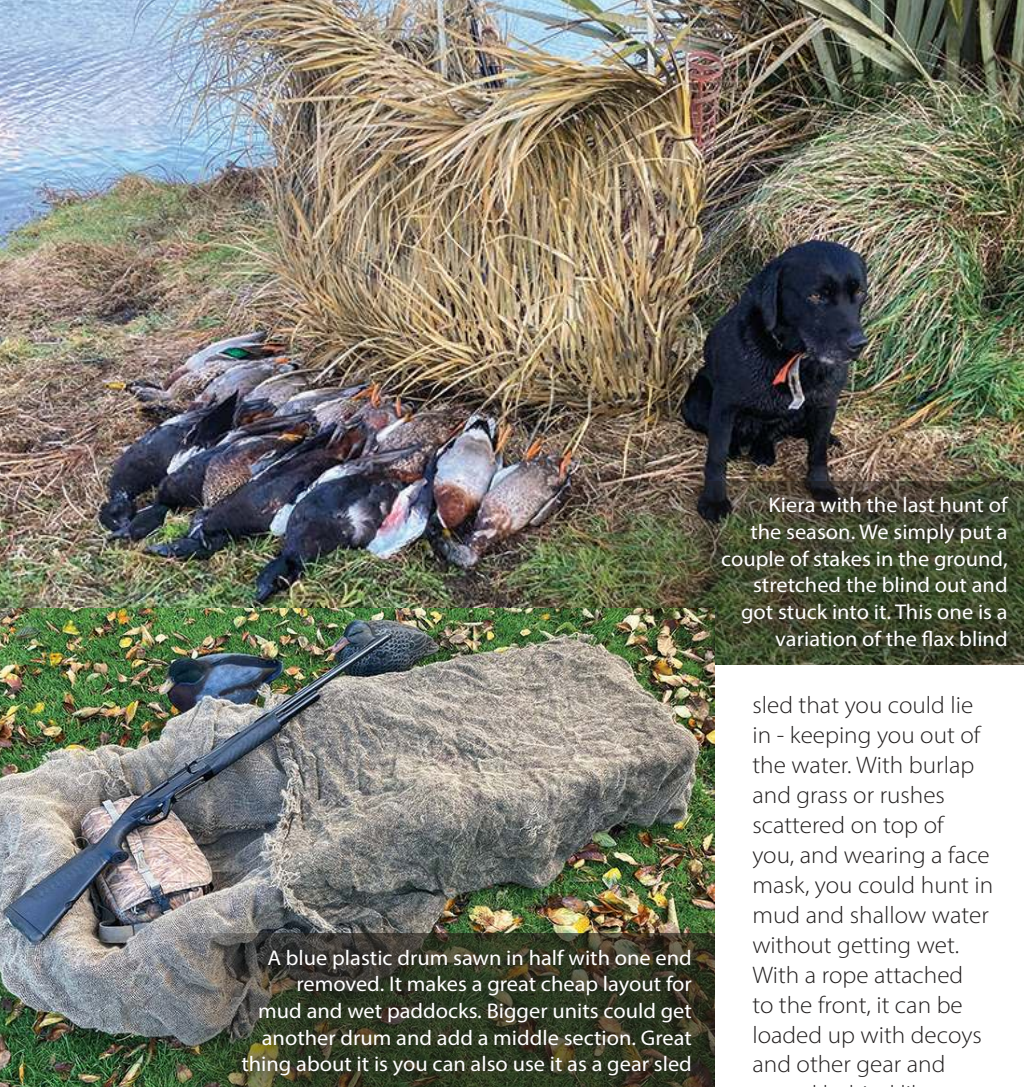 Kiera with the last hunt of
the season. We simply put a
couple of stakes in the ground,
stretched the blind out and
got stuck into it. This one is a
variation of the flax blind
A blue plastic drum sawn in half with one end
removed. It makes a great cheap layout for
mud and wet paddocks. Bigger units could get
another drum and add a middle section. Great
thing about it is you can also use it as a gear sled
sled that you could lie
in - keeping you out of
the water. With burlap
and grass or rushes
scattered on top of
you, and wearing a face
mask, you could hunt in
mud and shallow water
without getting wet.
With a rope attached
to the front, it can be
loaded up with decoys
and other gear and